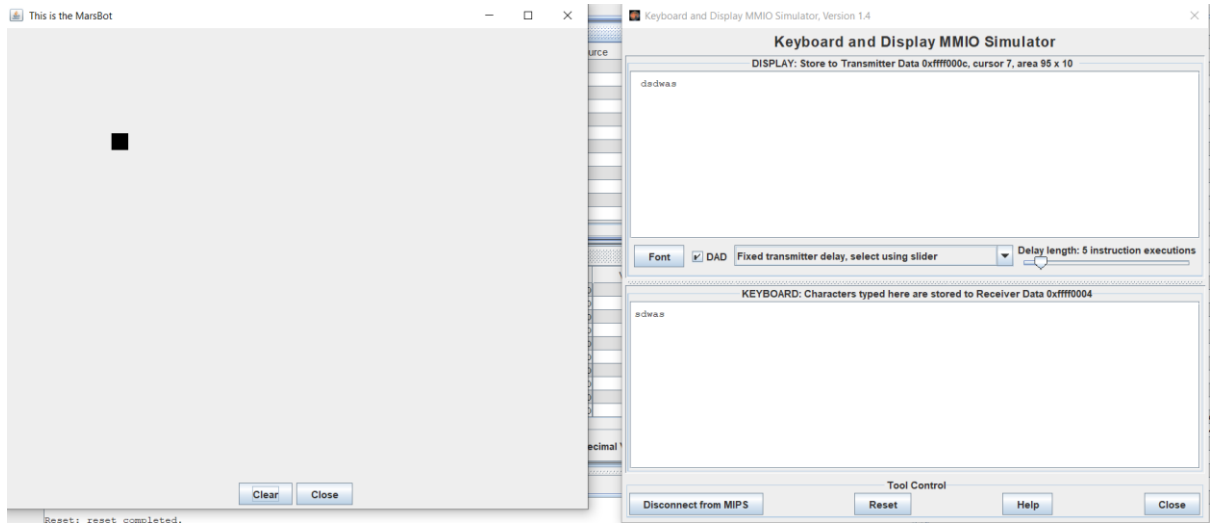 This is the MarsBot
Clear
Close
Reset: reset completed.
urce
ecimal
Keyboard and Display MMIO Simulator, Version 1.4
Keyboard and Display MMIO Simulator
DISPLAY: Store to Transmitter Data 0xffff000c, cursor 7, area 95 x 10
dsdwas
Font
DAD
Fixed transmitter delay, select using slider
Delay length: 5 instruction executions
KEYBOARD: Characters typed here are stored to Receiver Data 0xffff0004
sdwas
Tool Control
Disconnect from MIPS
Reset
Help
Close